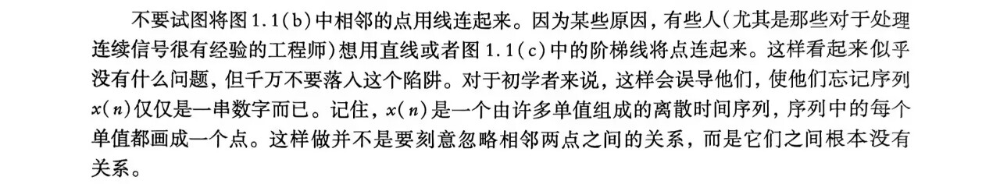 不要试图将图1.1(b)中相邻的点用线连起来。因为某些原因，有些人(尤其是那些对于处理
连续信号很有经验的工程师)想用直线或者图1.1(c)中的阶梯线将点连起来。这样看起来似乎
没有什么问题，但千万不要落入这个陷阱。对于初学者来说，这样会误导他们，使他们忘记序列
x(n)仅仅是一串数字而已。记住，x(n)是一个由许多单值组成的离散时间序列，序列中的每个
单值都画成一个点。这样做并不是要刻意忽略相邻两点之间的关系，而是它们之间根本没有
关系。